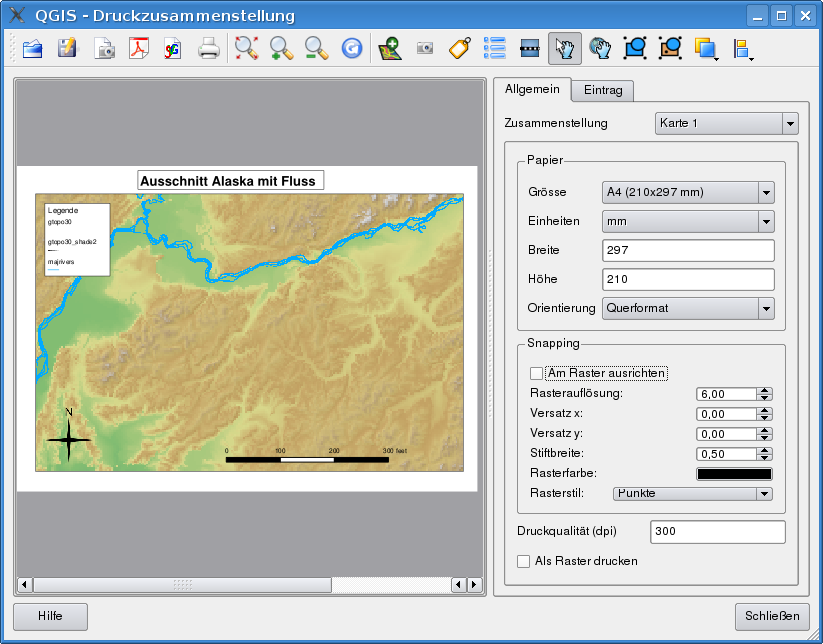 QGIS - Druckzusammenstellung
Allgemein Eintrag
Zusammenstellung Karte 1
Ausschnitt Alaska mit Fluss
Legende
gtopo30
gtopo30_shade2
majrivers
N
0 100 200 300 feet
Papier
Grösse A4 (210x297 mm)
Einheiten mm
Breite 297
Höhe 210
Orientierung Querformat
Snapping
Am Raster ausrichten
Rasterauflösung: 6,00
Versatz x: 0,00
Versatz y: 0,00
Stiftbreite: 0,50
Rasterfarbe:
Rasterstil: Punkte
Druckqualität (dpi) 300
Als Raster drucken
Hilfe Schließen